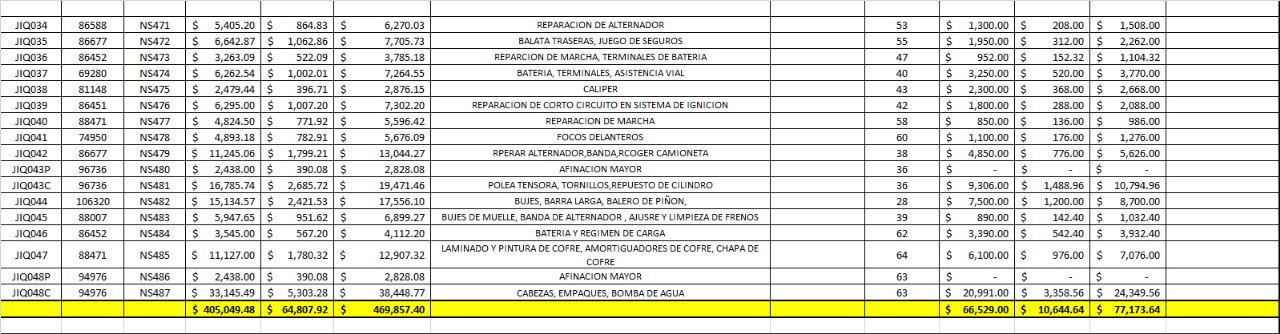 JIQ034 86588 NS471 $ 5,405.20 $ 864.83 $ 6,270.03 REPARACION DE ALTERNADOR 53 $ 1,300.00 $ 208.00 $ 1,508.00
JIQ035 86677 NS472 $ 6,642.87 $ 1,062.86 $ 7,705.73 BALATA TRASERAS, JUEGO DE SEGUROS 55 $ 1,950.00 $ 312.00 $ 2,262.00
JIQ036 86452 NS473 $ 3,263.09 $ 522.09 $ 3,785.18 REPARCION DE MARCHA, TERMINALES DE BATERIA 47 $ 952.00 $ 152.32 $ 1,104.32
JIQ037 69280 NS474 $ 6,262.54 $ 1,002.01 $ 7,264.55 BATERIA, TERMINALES, ASISTENCIA VIAL 40 $ 3,250.00 $ 520.00 $ 3,770.00
JIQ038 81148 NS475 $ 2,479.44 $ 396.71 $ 2,876.15 CALIPER 43 $ 2,300.00 $ 368.00 $ 2,668.00
JIQ039 86451 NS476 $ 6,295.00 $ 1,007.20 $ 7,302.20 REPARACION DE CORTO CIRCUITO EN SISTEMA DE IGNICION 42 $ 1,800.00 $ 288.00 $ 2,088.00
JIQ040 88471 NS477 $ 4,824.50 $ 771.92 $ 5,596.42 REPARACION DE MARCHA 58 $ 850.00 $ 136.00 $ 986.00
JIQ041 74950 NS478 $ 4,893.18 $ 782.91 $ 5,676.09 FOCOS DELANTEROS 60 $ 1,100.00 $ 176.00 $ 1,276.00
JIQ042 86677 NS479 $ 11,245.06 $ 1,799.21 $ 13,044.27 RPERAR ALTERNADOR,BANDA,RCOGER CAMIONETA 38 $ 4,850.00 $ 776.00 $ 5,626.00
JIQ043P 96736 NS480 $ 2,438.00 $ 390.08 $ 2,828.08 AFINACION MAYOR 36 $ - $ - $ -
JIQ043C 96736 NS481 $ 16,785.74 $ 2,685.72 $ 19,471.46 POLEA TENSORA, TORNILLOS,REPUESTO DE CILINDRO 36 $ 9,306.00 $ 1,488.96 $ 10,794.96
JIQ044 106320 NS482 $ 15,134.57 $ 2,421.53 $ 17,556.10 BUJES, BARRA LARGA, BALERO DE PIÑON, 28 $ 7,500.00 $ 1,200.00 $ 8,700.00
JIQ045 88007 NS483 $ 5,947.65 $ 951.62 $ 6,899.27 BUJES DE MUELLE, BANDA DE ALTERNADOR , AJUSRE Y LIMPIEZA DE FRENOS 39 $ 890.00 $ 142.40 $ 1,032.40
JIQ046 86452 NS484 $ 3,545.00 $ 567.20 $ 4,112.20 BATERIA Y REGIMEN DE CARGA 62 $ 3,390.00 $ 542.40 $ 3,932.40
JIQ047 88471 NS485 $ 11,127.00 $ 1,780.32 $ 12,907.32 LAMINADO Y PINTURA DE COFRE, AMORTIGUADORES DE COFRE, CHAPA DE
COFRE 64 $ 6,100.00 $ 976.00 $ 7,076.00
JIQ048P 94976 NS486 $ 2,438.00 $ 390.08 $ 2,828.08 AFINACION MAYOR 63 $ - $ - $ -
JIQ048C 94976 NS487 $ 33,145.49 $ 5,303.28 $ 38,448.77 CABEZAS, EMPAQUES, BOMBA DE AGUA 63 $ 20,991.00 $ 3,358.56 $ 24,349.56
$ 405,049.48 $ 64,807.92 $ 469,857.40 $ 66,529.00 $ 10,644.64 $ 77,173.64